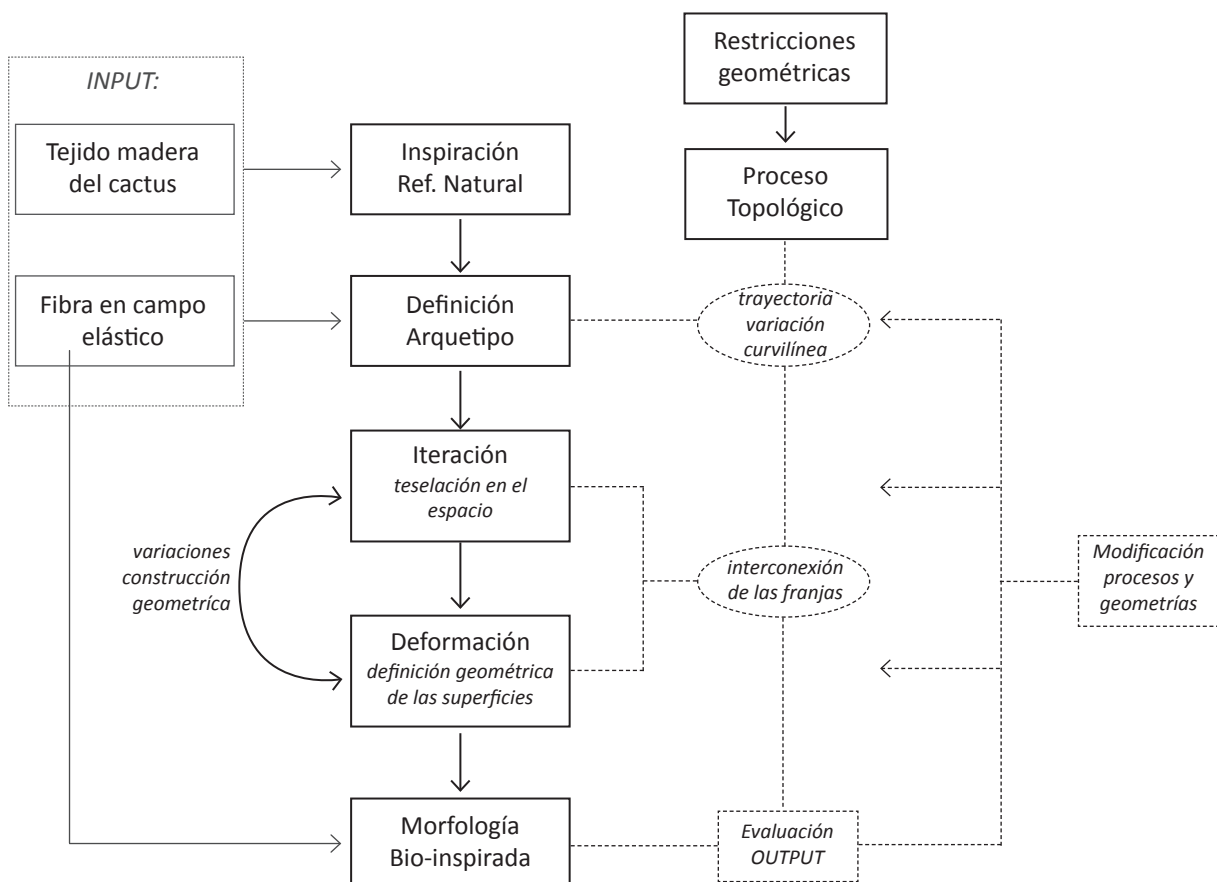 INPUT:
Tejido madera
del cactus
Fibra en campo
elástico
Inspiración
Ref. Natural
Definición
Arquetipo
Iteración
teselación en el
espacio
variaciones
construcción
geometríca
Deformación
definición geométrica
de las superficies
Morfología
Bio-inspirada
Restricciones
geométricas
Proceso
Topológico
trayectoria
variación
curvilínea
interconexión
de las franjas
Evaluación
OUTPUT
Modificación
procesos y
geometrías